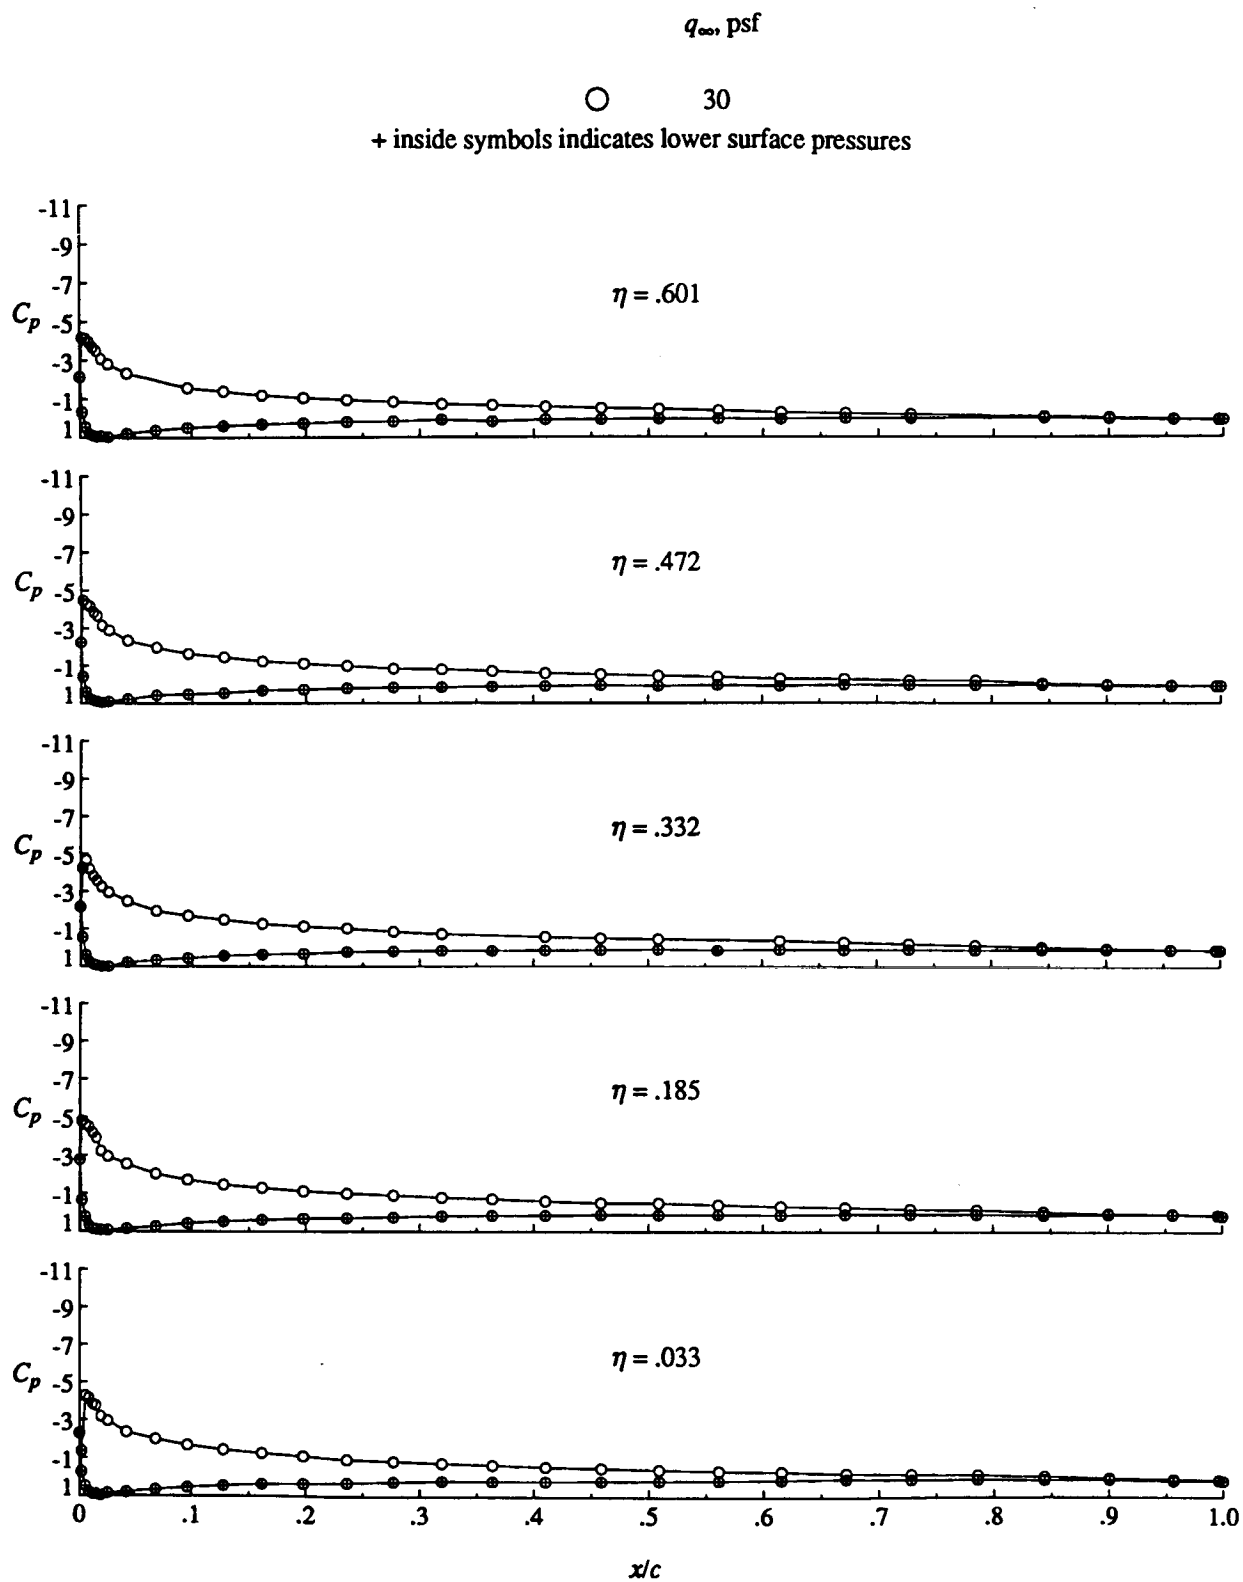 q∞, psf
30
+ inside symbols indicates lower surface pressures
-11
-9
-7
η = .601
Cp
-5
-3
-1
1
-11
-9
-7
η = .472
Cp
-5
-3
-1
1
-11
-9
-7
η = .332
Cp
-5
-3
-1
1
-11
-9
-7
η = .185
Cp
-5
-3
-1
1
-11
-9
-7
η = .033
Cp
-5
-3
-1
1
0 .1 .2 .3 .4 .5 .6 .7 .8 .9 1.0
x/c